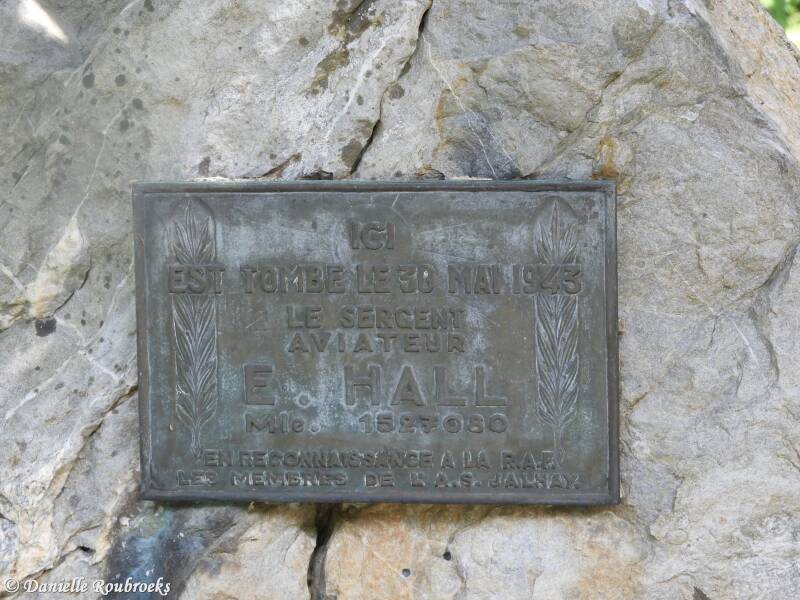 ICI
EST TOMBE LE 30 MAI 1943
LE SERGENT
AVIATEUR
E. HALL
Mle. 1527080
EN RECONNAISSANCE A LA R.A.F.
LES MEMBRES DE L'A.S. JALHAY
© Danielle Roubroeks